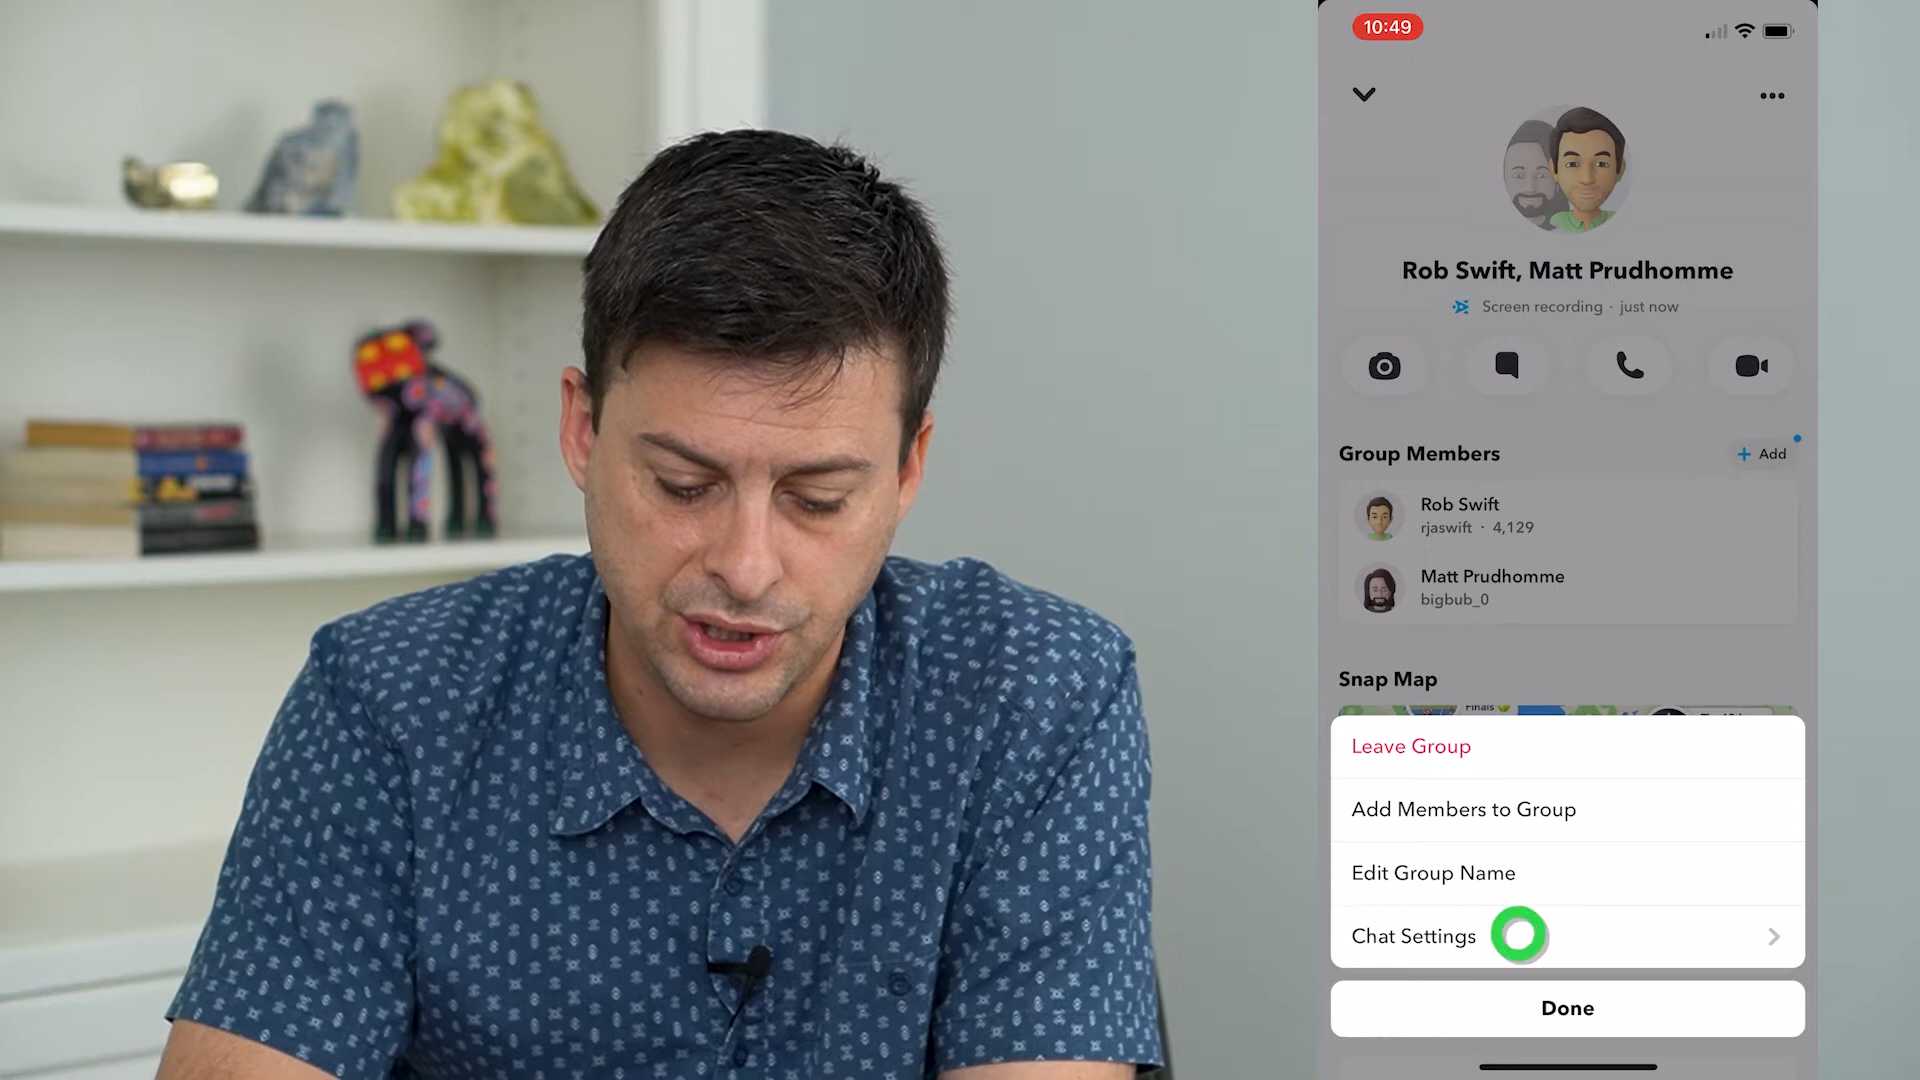 10:49
Rob Swift, Matt Prudhomme
Screen recording · just now
Group Members
+ Add
Rob Swift
rjaswift · 4,129
Matt Prudhomme
bigbub_0
Snap Map
Finals
Leave Group
Add Members to Group
Edit Group Name
Chat Settings
Done